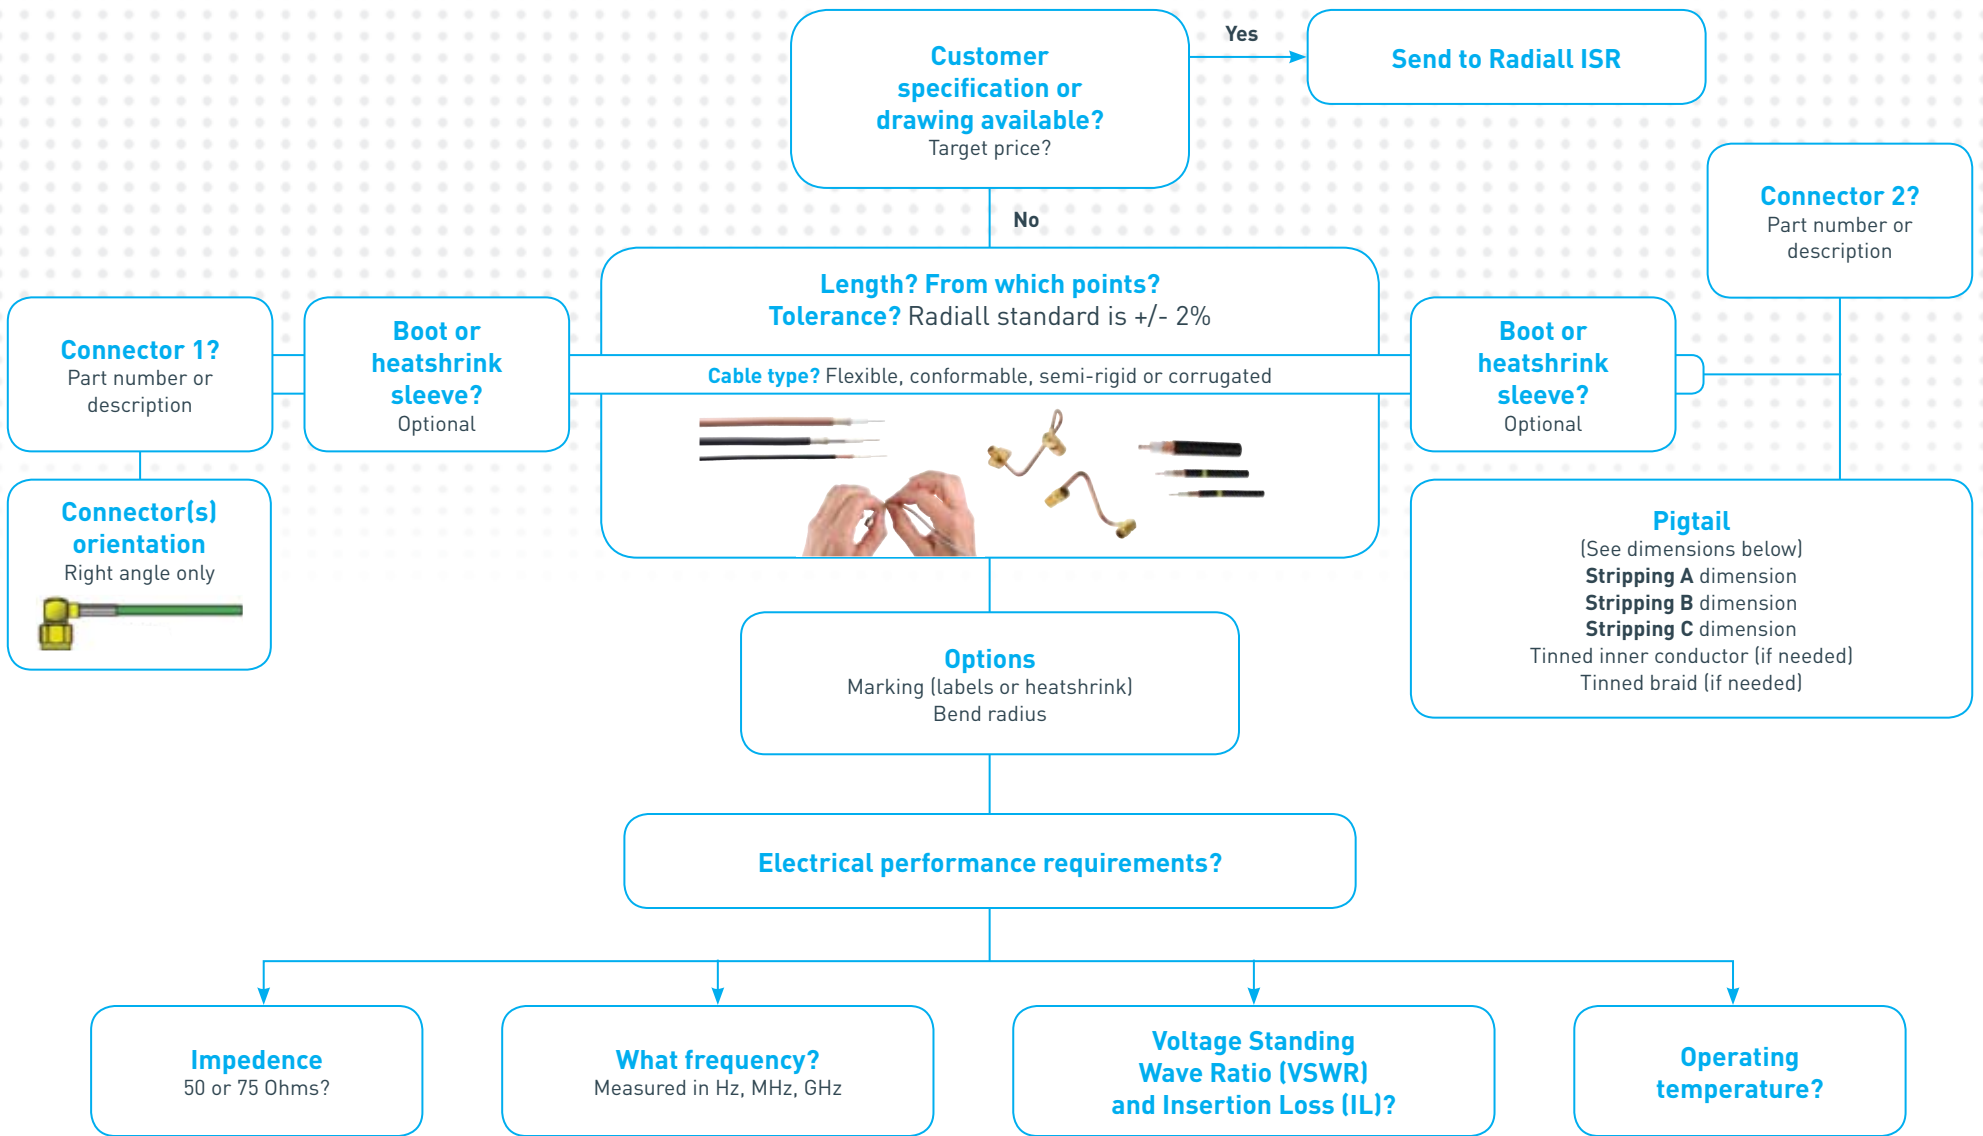 Customer
specification or
drawing available?
Target price?
Yes
Send to Radiall ISR
No
Connector 2?
Part number or
description
Length? From which points?
Tolerance? Radiall standard is +/- 2%
Connector 1?
Part number or
description
Boot or
heatshrink
sleeve?
Optional
Cable type? Flexible, conformable, semi-rigid or corrugated
Boot or
heatshrink
sleeve?
Optional
Connector(s)
orientation
Right angle only
Pigtail
(See dimensions below)
Stripping A dimension
Stripping B dimension
Stripping C dimension
Tinned inner conductor (if needed)
Tinned braid (if needed)
Options
Marking (labels or heatshrink)
Bend radius
Electrical performance requirements?
Impedence
50 or 75 Ohms?
What frequency?
Measured in Hz, MHz, GHz
Voltage Standing
Wave Ratio (VSWR)
and Insertion Loss (IL)?
Operating
temperature?